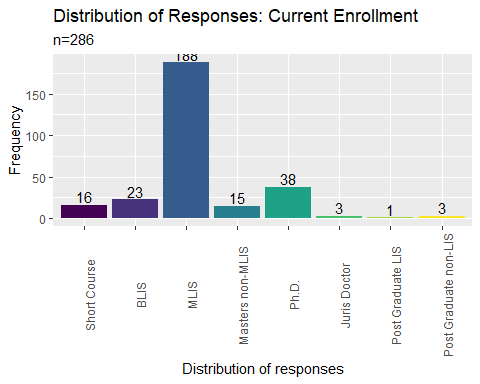 Distribution of Responses: Current Enrollment
n=286
188
38
23
16
15
3
1
3
150
100
50
0
Frequency
Short Course
BLIS
MLIS
Masters non-MLIS
Ph.D.
Juris Doctor
Post Graduate LIS
Post Graduate non-LIS
Distribution of responses